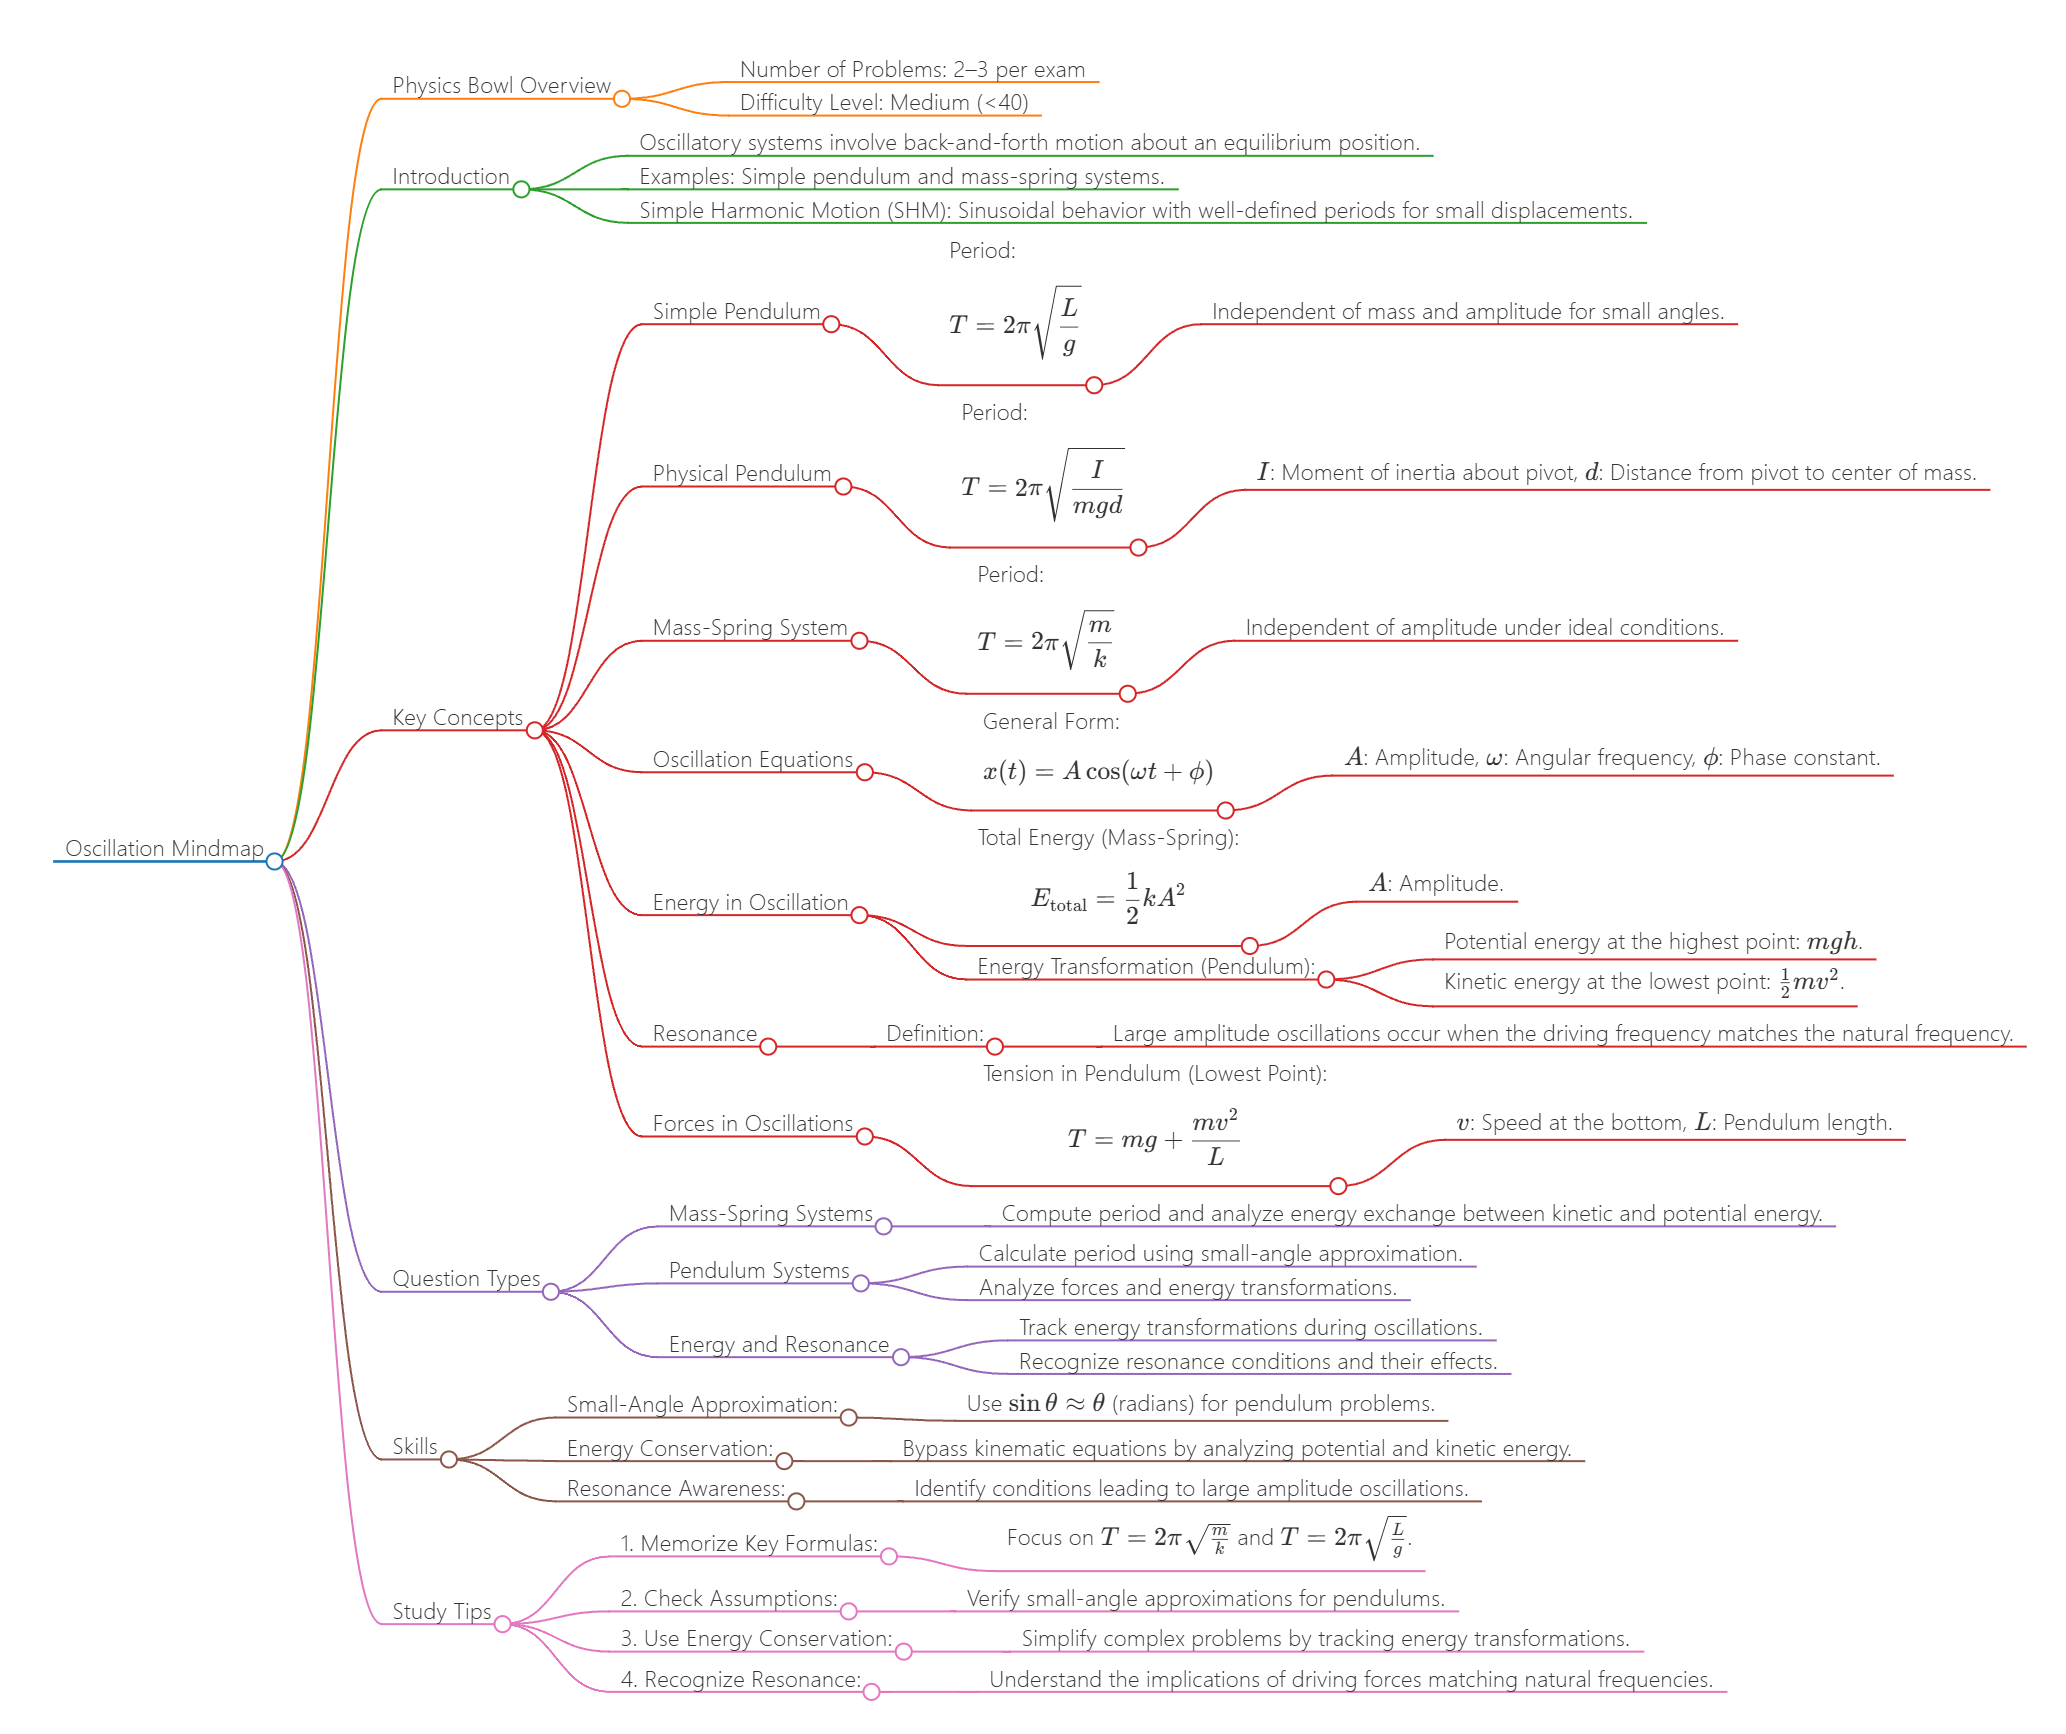 Oscillation Mindmap
Physics Bowl Overview
Number of Problems: 2–3 per exam
Difficulty Level: Medium (<40)
Introduction
Oscillatory systems involve back-and-forth motion about an equilibrium position.
Examples: Simple pendulum and mass-spring systems.
Simple Harmonic Motion (SHM): Sinusoidal behavior with well-defined periods for small displacements.
Key Concepts
Simple Pendulum
Period:
$T = 2\pi\sqrt{\frac{L}{g}}$
Independent of mass and amplitude for small angles.
Physical Pendulum
Period:
$T = 2\pi\sqrt{\frac{I}{mgd}}$
$I$: Moment of inertia about pivot, $d$: Distance from pivot to center of mass.
Mass-Spring System
Period:
$T = 2\pi\sqrt{\frac{m}{k}}$
Independent of amplitude under ideal conditions.
Oscillation Equations
General Form:
$x(t) = A\cos(\omega t + \phi)$
$A$: Amplitude, $\omega$: Angular frequency, $\phi$: Phase constant.
Energy in Oscillation
Total Energy (Mass-Spring):
$E_{\text{total}} = \frac{1}{2}kA^2$
$A$: Amplitude.
Energy Transformation (Pendulum):
Potential energy at the highest point: $mgh$.
Kinetic energy at the lowest point: $\frac{1}{2}mv^2$.
Resonance
Definition:
Large amplitude oscillations occur when the driving frequency matches the natural frequency.
Forces in Oscillations
Tension in Pendulum (Lowest Point):
$T = mg + \frac{mv^2}{L}$
$v$: Speed at the bottom, $L$: Pendulum length.
Question Types
Mass-Spring Systems
Compute period and analyze energy exchange between kinetic and potential energy.
Pendulum Systems
Calculate period using small-angle approximation.
Analyze forces and energy transformations.
Energy and Resonance
Track energy transformations during oscillations.
Recognize resonance conditions and their effects.
Skills
Small-Angle Approximation:
Use $\sin\theta \approx \theta$ (radians) for pendulum problems.
Energy Conservation:
Bypass kinematic equations by analyzing potential and kinetic energy.
Resonance Awareness:
Identify conditions leading to large amplitude oscillations.
Study Tips
1. Memorize Key Formulas:
Focus on $T = 2\pi\sqrt{\frac{m}{k}}$ and $T = 2\pi\sqrt{\frac{L}{g}}$.
2. Check Assumptions:
Verify small-angle approximations for pendulums.
3. Use Energy Conservation:
Simplify complex problems by tracking energy transformations.
4. Recognize Resonance:
Understand the implications of driving forces matching natural frequencies.